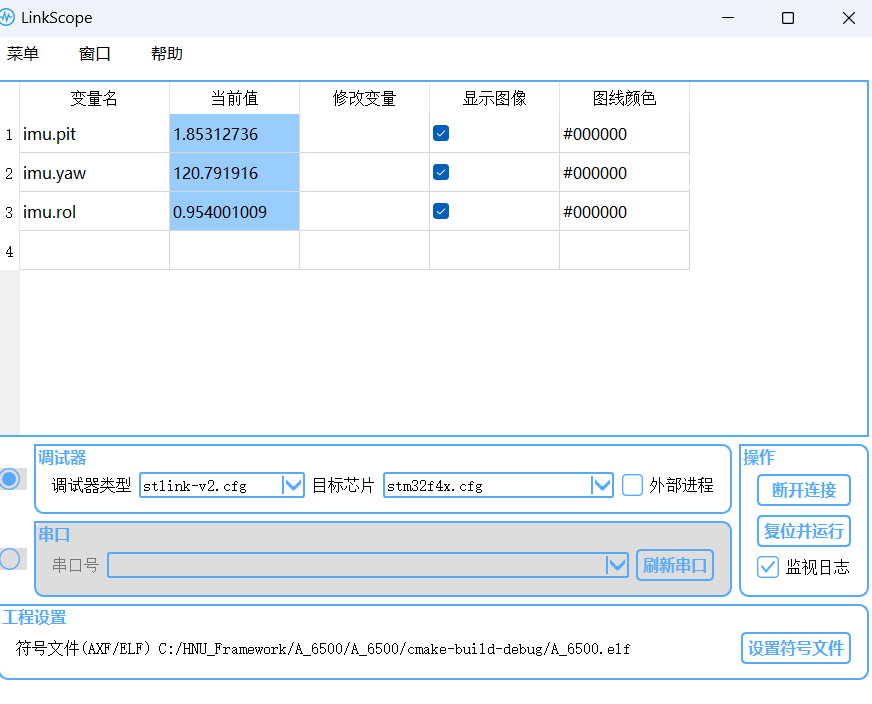 LinkScope
菜单 窗口 帮助
变量名 当前值 修改变量 显示图像 图线颜色
1 imu.pit 1.85312736 #000000
2 imu.yaw 120.791916 #000000
3 imu.rol 0.954001009 #000000
4
调试器
调试器类型 stlink-v2.cfg 目标芯片 stm32f4x.cfg 外部进程
串口
串口号 刷新串口
操作
断开连接
复位并运行
监视日志
工程设置
符号文件(AXF/ELF) C:/HNU_Framework/A_6500/A_6500/cmake-build-debug/A_6500.elf 设置符号文件